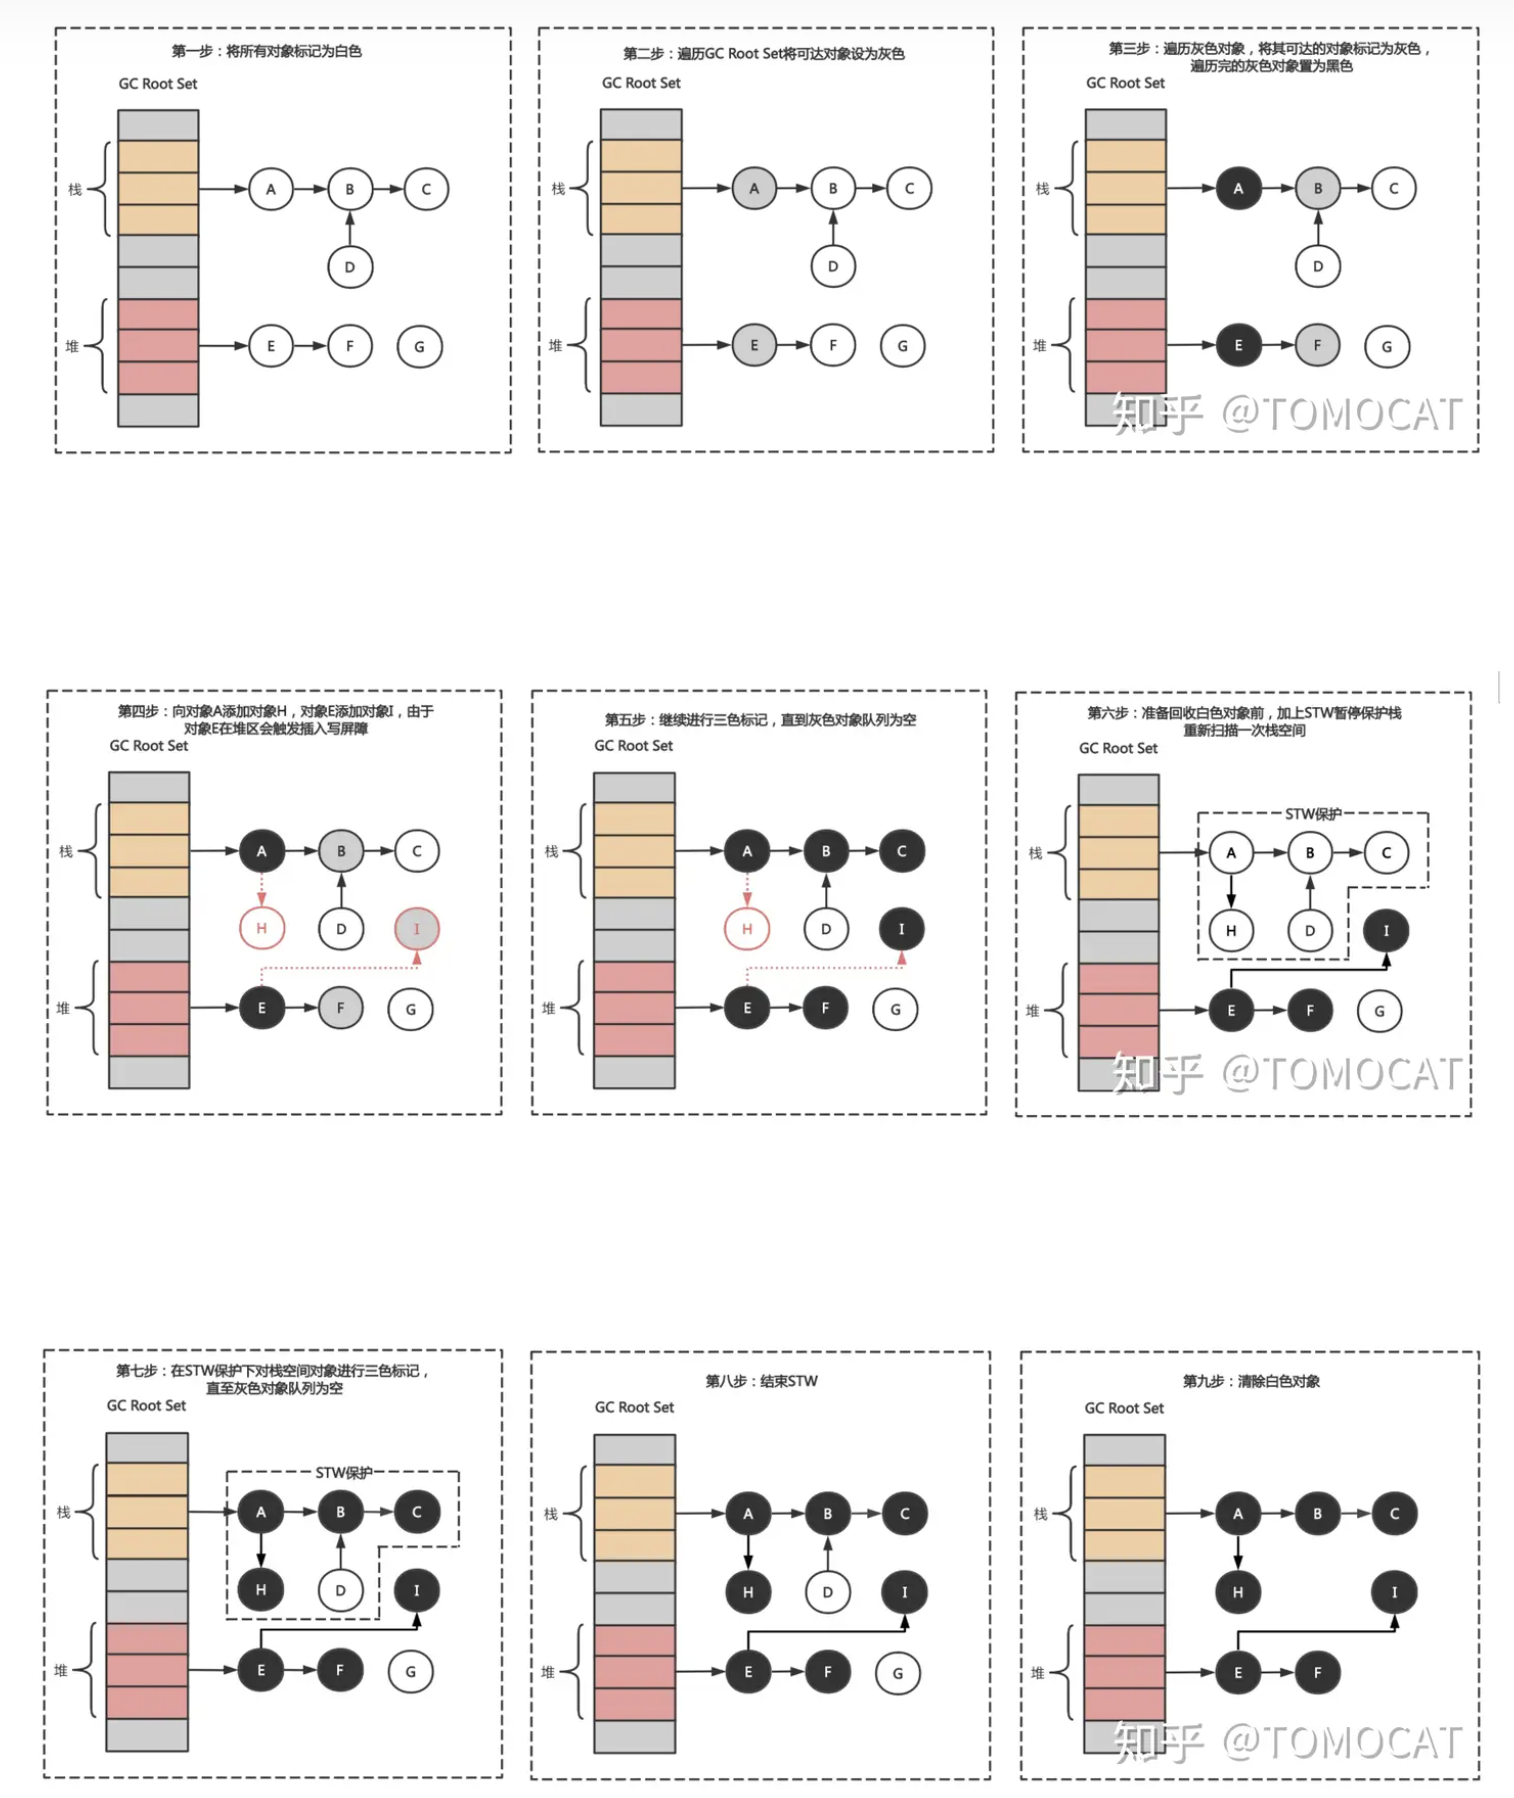 第一步：将所有对象标记为白色
GC Root Set
栈
A
B
C
D
堆
E
F
G
第二步：遍历GC Root Set将可达对象设为灰色
GC Root Set
栈
A
B
C
D
堆
E
F
G
第三步：遍历灰色对象，将其可达的对象标记为灰色，
遍历完的灰色对象置为黑色
GC Root Set
栈
A
B
C
D
堆
E
F
G
知乎 @TOMOCAT
第四步：向对象A添加对象H，对象E添加对象I，由于
对象E在堆区会触发插入写屏障
GC Root Set
栈
A
B
C
H
D
I
堆
E
F
G
第五步：继续进行三色标记，直到灰色对象队列为空
GC Root Set
栈
A
B
C
H
D
I
堆
E
F
G
第六步：准备回收白色对象前，加上STW暂停保护栈
重新扫描一次栈空间
GC Root Set
STW保护
栈
A
B
C
H
D
I
堆
E
F
G
知乎 @TOMOCAT
第七步：在STW保护下对栈空间对象进行三色标记，
直至灰色对象队列为空
GC Root Set
STW保护
栈
A
B
C
H
D
I
堆
E
F
G
第八步：结束STW
GC Root Set
栈
A
B
C
H
D
I
堆
E
F
G
第九步：清除白色对象
GC Root Set
栈
A
B
C
H
I
堆
E
F
知乎 @TOMOCAT